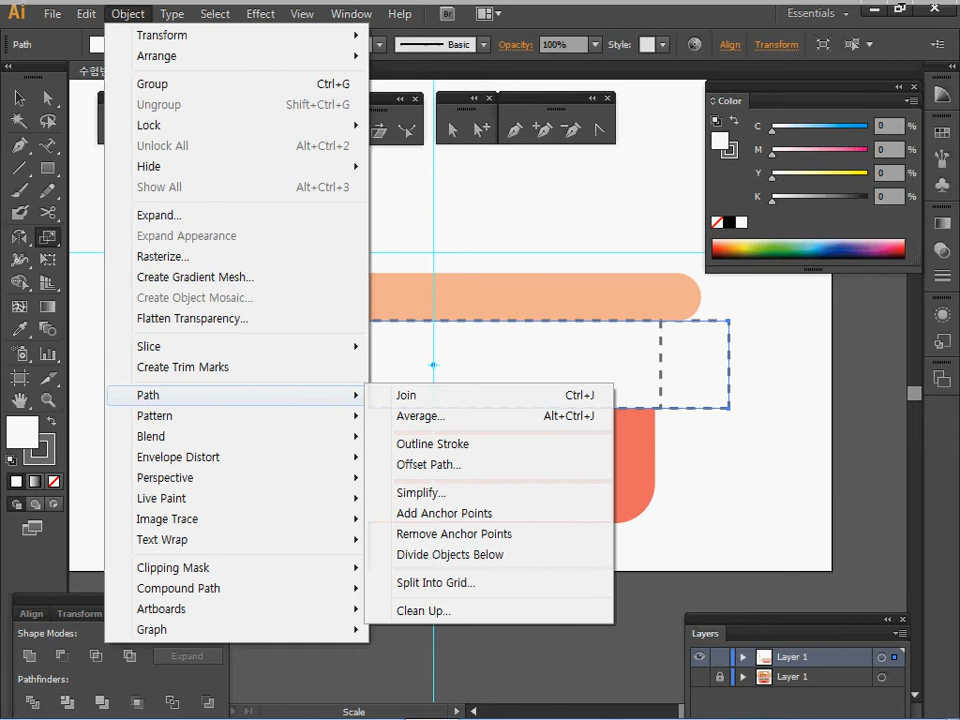 Ai File Edit Object Type Select Effect View Window Help Br Essentials
Path Basic Opacity: 100% Style: Align Transform
수험번
Transform
Arrange
Group Ctrl+G
Ungroup Shift+Ctrl+G
Lock
Unlock All Alt+Ctrl+2
Hide
Show All Alt+Ctrl+3
Expand...
Expand Appearance
Rasterize...
Create Gradient Mesh...
Create Object Mosaic...
Flatten Transparency...
Slice
Create Trim Marks
Path
Pattern
Blend
Envelope Distort
Perspective
Live Paint
Image Trace
Text Wrap
Clipping Mask
Compound Path
Artboards
Graph
Join Ctrl+J
Average... Alt+Ctrl+J
Outline Stroke
Offset Path...
Simplify...
Add Anchor Points
Remove Anchor Points
Divide Objects Below
Split Into Grid...
Clean Up...
Color
C 0 %
M 0 %
Y 0 %
K 0 %
Align Transform
Shape Modes:
Expand
Pathfinders:
Layers
Layer 1
Layer 1
Scale